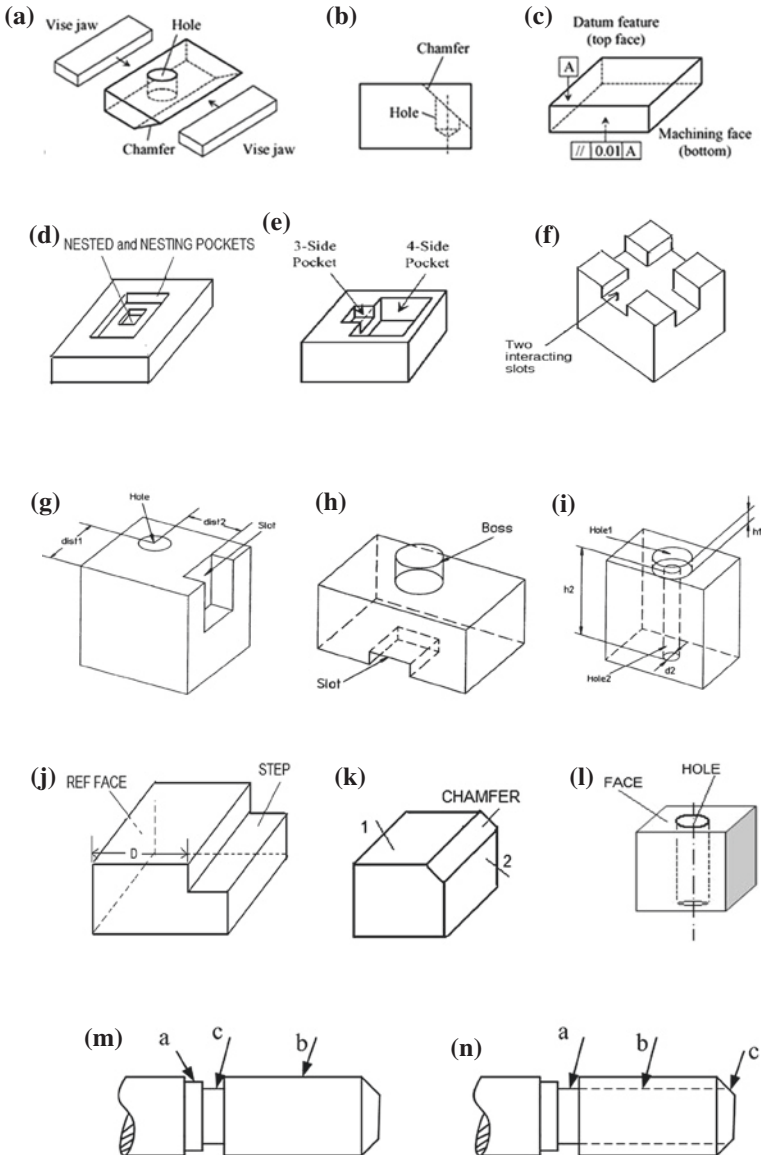 (a)
Vise jaw
Hole
Chamfer
Vise jaw
(b)
Chamfer
Hole
(c)
Datum feature
(top face)
A
Machining face
(bottom)
// 0.01 A
(d)
NESTED and NESTING POCKETS
(e)
3-Side
Pocket
4-Side
Pocket
(f)
Two
interacting
slots
(g)
Hole
dist1
dist2
Slot
(h)
Boss
Slot
(i)
Hole1
h1
h2
Hole2
d2
(j)
REF FACE
STEP
D
(k)
CHAMFER
1
2
(l)
HOLE
FACE
(m)
a
c
b
(n)
a
b
c